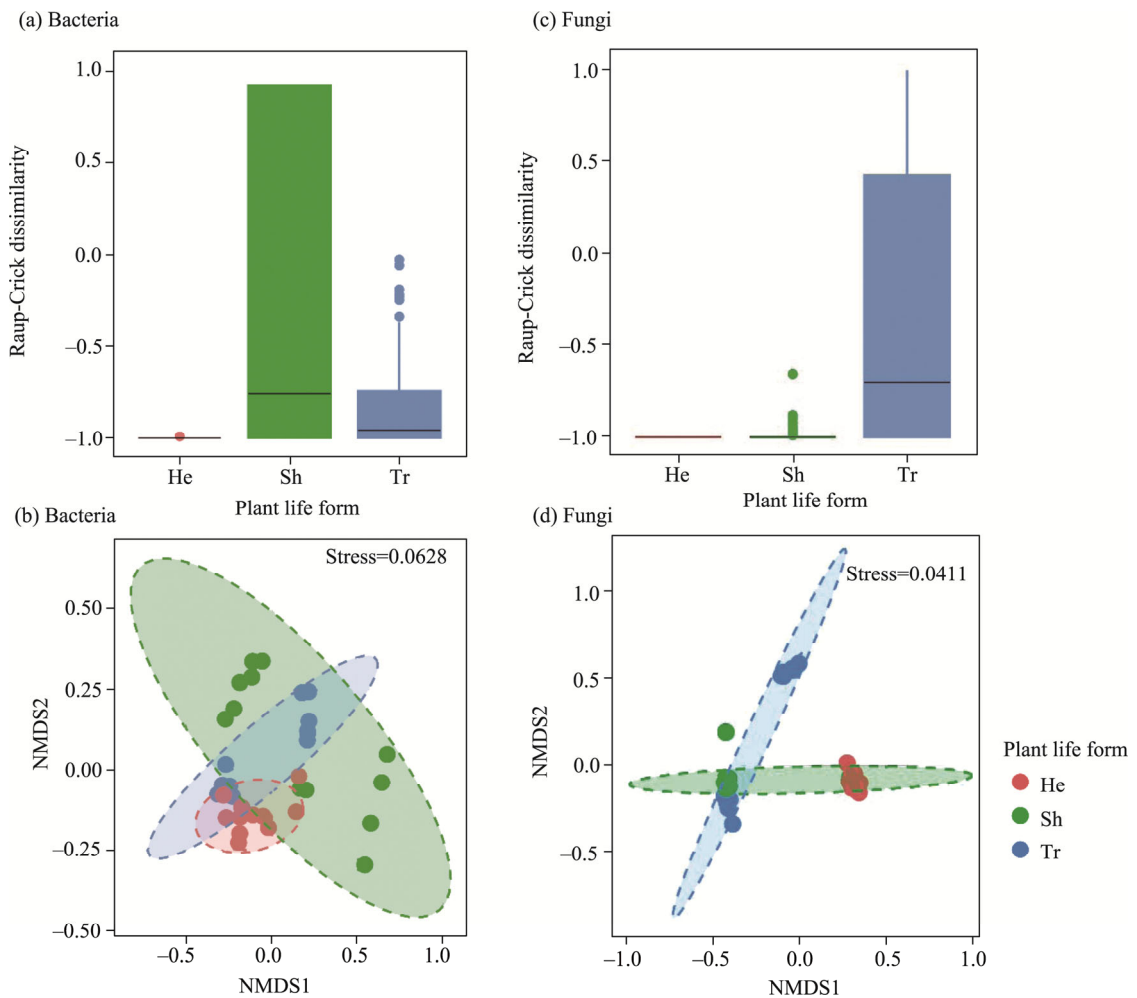 (a) Bacteria
Raup-Crick dissimilarity
1.0
0.5
0.0
–0.5
–1.0
He Sh Tr
Plant life form
(c) Fungi
Raup-Crick dissimilarity
1.0
0.5
0.0
–0.5
–1.0
He Sh Tr
Plant life form
(b) Bacteria
Stress=0.0628
NMDS2
0.50
0.25
0.00
–0.25
–0.50
–0.5 0.0 0.5 1.0
NMDS1
(d) Fungi
Stress=0.0411
NMDS2
1.0
0.5
0.0
–0.5
–1.0 –0.5 0.0 0.5 1.0
NMDS1
Plant life form
He
Sh
Tr